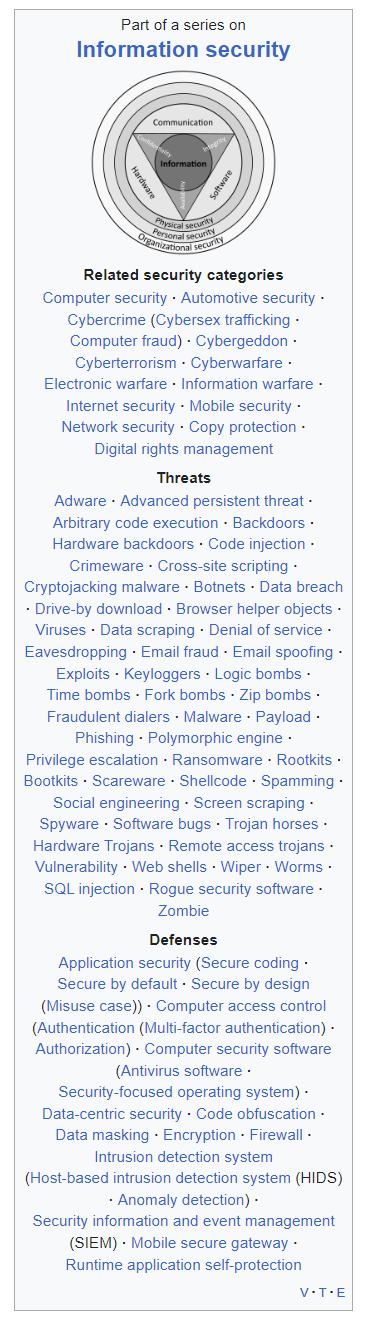 Part of a series on
Information security
Communication
Confidentiality
Integrity
Information
Hardware
Availability
Software
Physical security
Personal security
Organizational security
Related security categories
Computer security · Automotive security ·
Cybercrime (Cybersex trafficking ·
Computer fraud) · Cybergeddon ·
Cyberterrorism · Cyberwarfare ·
Electronic warfare · Information warfare ·
Internet security · Mobile security ·
Network security · Copy protection ·
Digital rights management
Threats
Adware · Advanced persistent threat ·
Arbitrary code execution · Backdoors ·
Hardware backdoors · Code injection ·
Crimeware · Cross-site scripting ·
Cryptojacking malware · Botnets · Data breach
· Drive-by download · Browser helper objects ·
Viruses · Data scraping · Denial of service ·
Eavesdropping · Email fraud · Email spoofing ·
Exploits · Keyloggers · Logic bombs ·
Time bombs · Fork bombs · Zip bombs ·
Fraudulent dialers · Malware · Payload ·
Phishing · Polymorphic engine ·
Privilege escalation · Ransomware · Rootkits ·
Bootkits · Scareware · Shellcode · Spamming ·
Social engineering · Screen scraping ·
Spyware · Software bugs · Trojan horses ·
Hardware Trojans · Remote access trojans ·
Vulnerability · Web shells · Wiper · Worms ·
SQL injection · Rogue security software ·
Zombie
Defenses
Application security (Secure coding ·
Secure by default · Secure by design
(Misuse case)) · Computer access control
(Authentication (Multi-factor authentication) ·
Authorization) · Computer security software
(Antivirus software ·
Security-focused operating system) ·
Data-centric security · Code obfuscation ·
Data masking · Encryption · Firewall ·
Intrusion detection system
(Host-based intrusion detection system (HIDS)
· Anomaly detection) ·
Security information and event management
(SIEM) · Mobile secure gateway ·
Runtime application self-protection
V · T · E